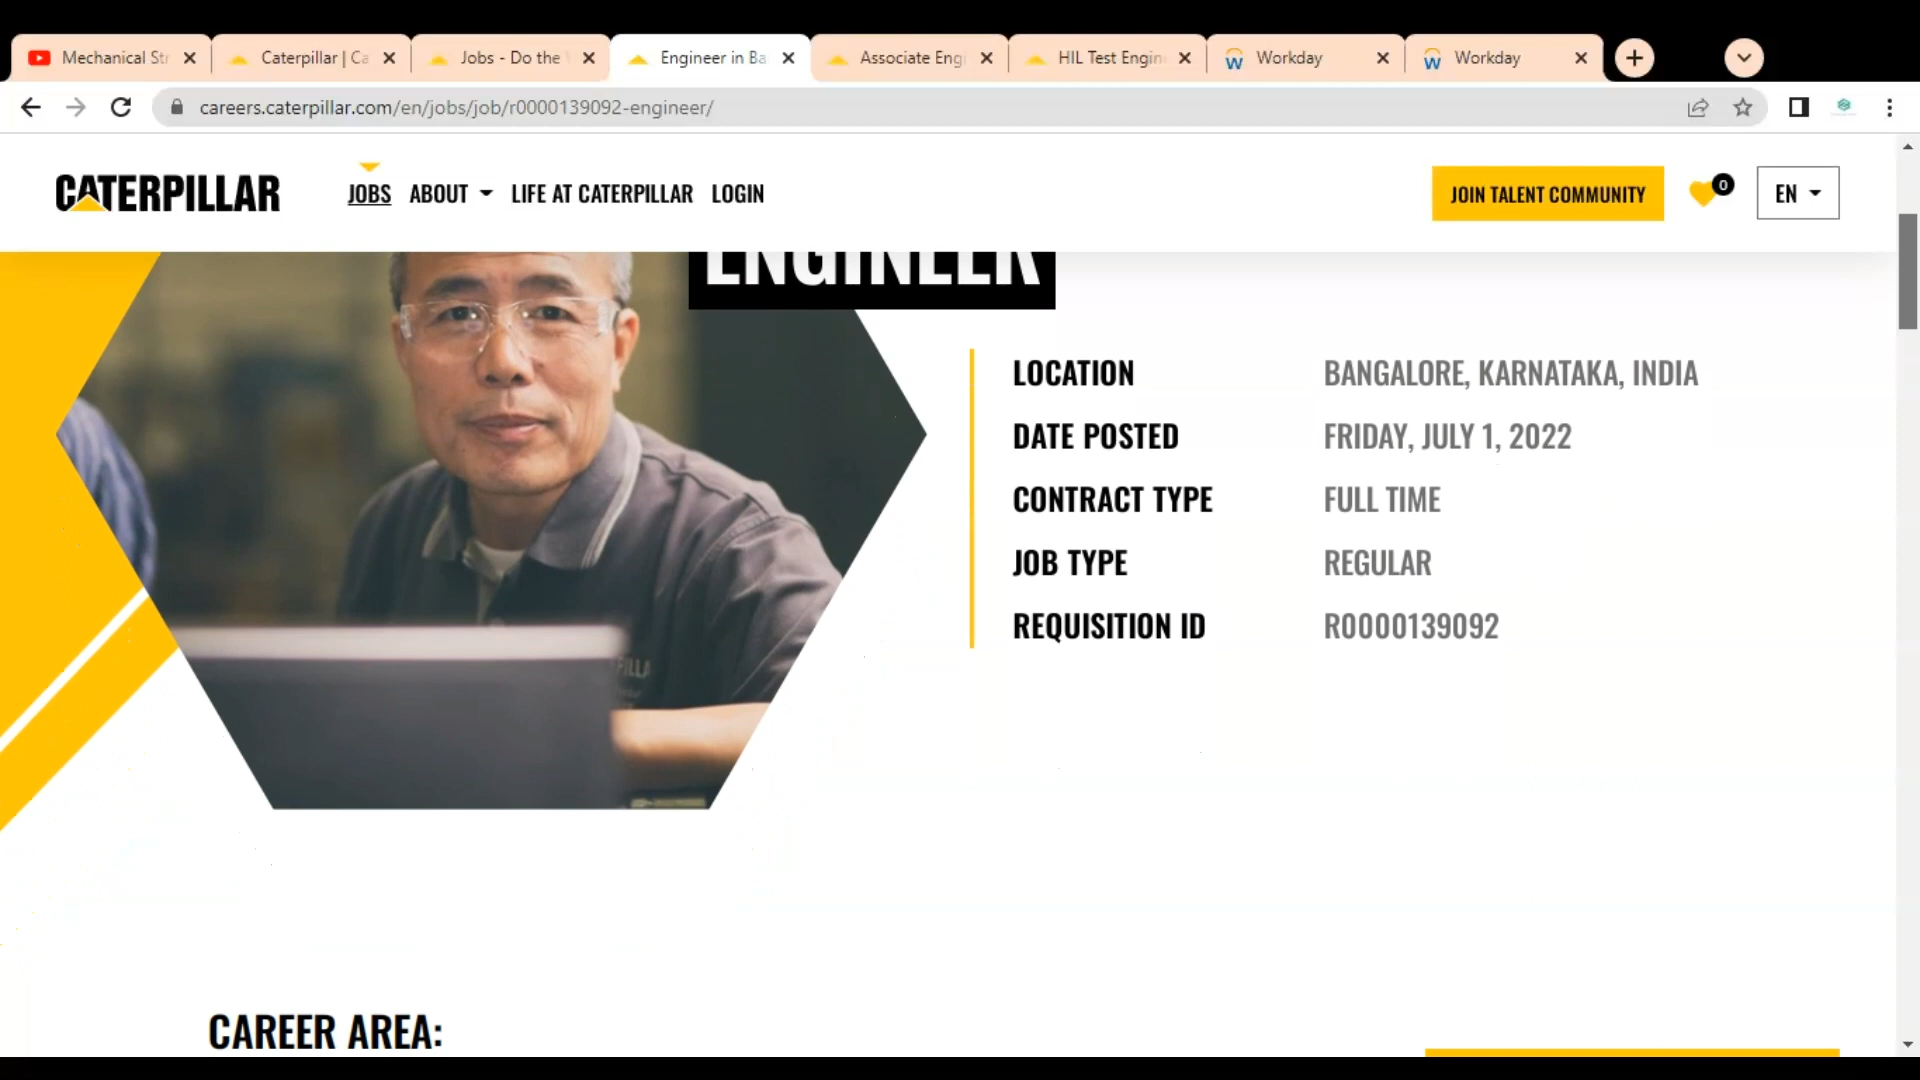 Mechanical St
Caterpillar | Ca
Jobs - Do the
Engineer in Ba
Associate Engi
HIL Test Engin
Workday
Workday
careers.caterpillar.com/en/jobs/job/r0000139092-engineer/
CATERPILLAR
JOBS
ABOUT
LIFE AT CATERPILLAR
LOGIN
JOIN TALENT COMMUNITY
0
EN
ENGINEER
LOCATION BANGALORE, KARNATAKA, INDIA
DATE POSTED FRIDAY, JULY 1, 2022
CONTRACT TYPE FULL TIME
JOB TYPE REGULAR
REQUISITION ID R0000139092
CAREER AREA: